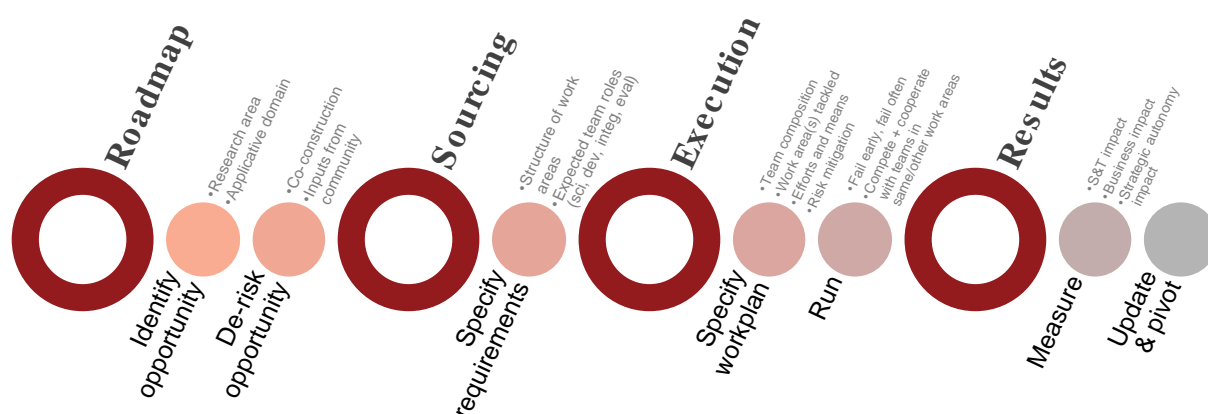 Roadmap
Identify
opportunity
• Research area
• Applicative domain
De-risk
opportunity
• Co-construction
• Inputs from
community
Sourcing
Specify
requirements
• Structure of work
areas
• Expected team roles
(sci, dev, integ, eval)
Execution
Specify
workplan
• Team composition
• Work area(s) tackled
• Efforts and means
• Risk mitigation
Run
• Fail early, fail often
• Compete + cooperate
with teams in
same/other work areas
Results
Measure
• S&T impact
• Business impact
• Strategic autonomy
impact
Update
& pivot